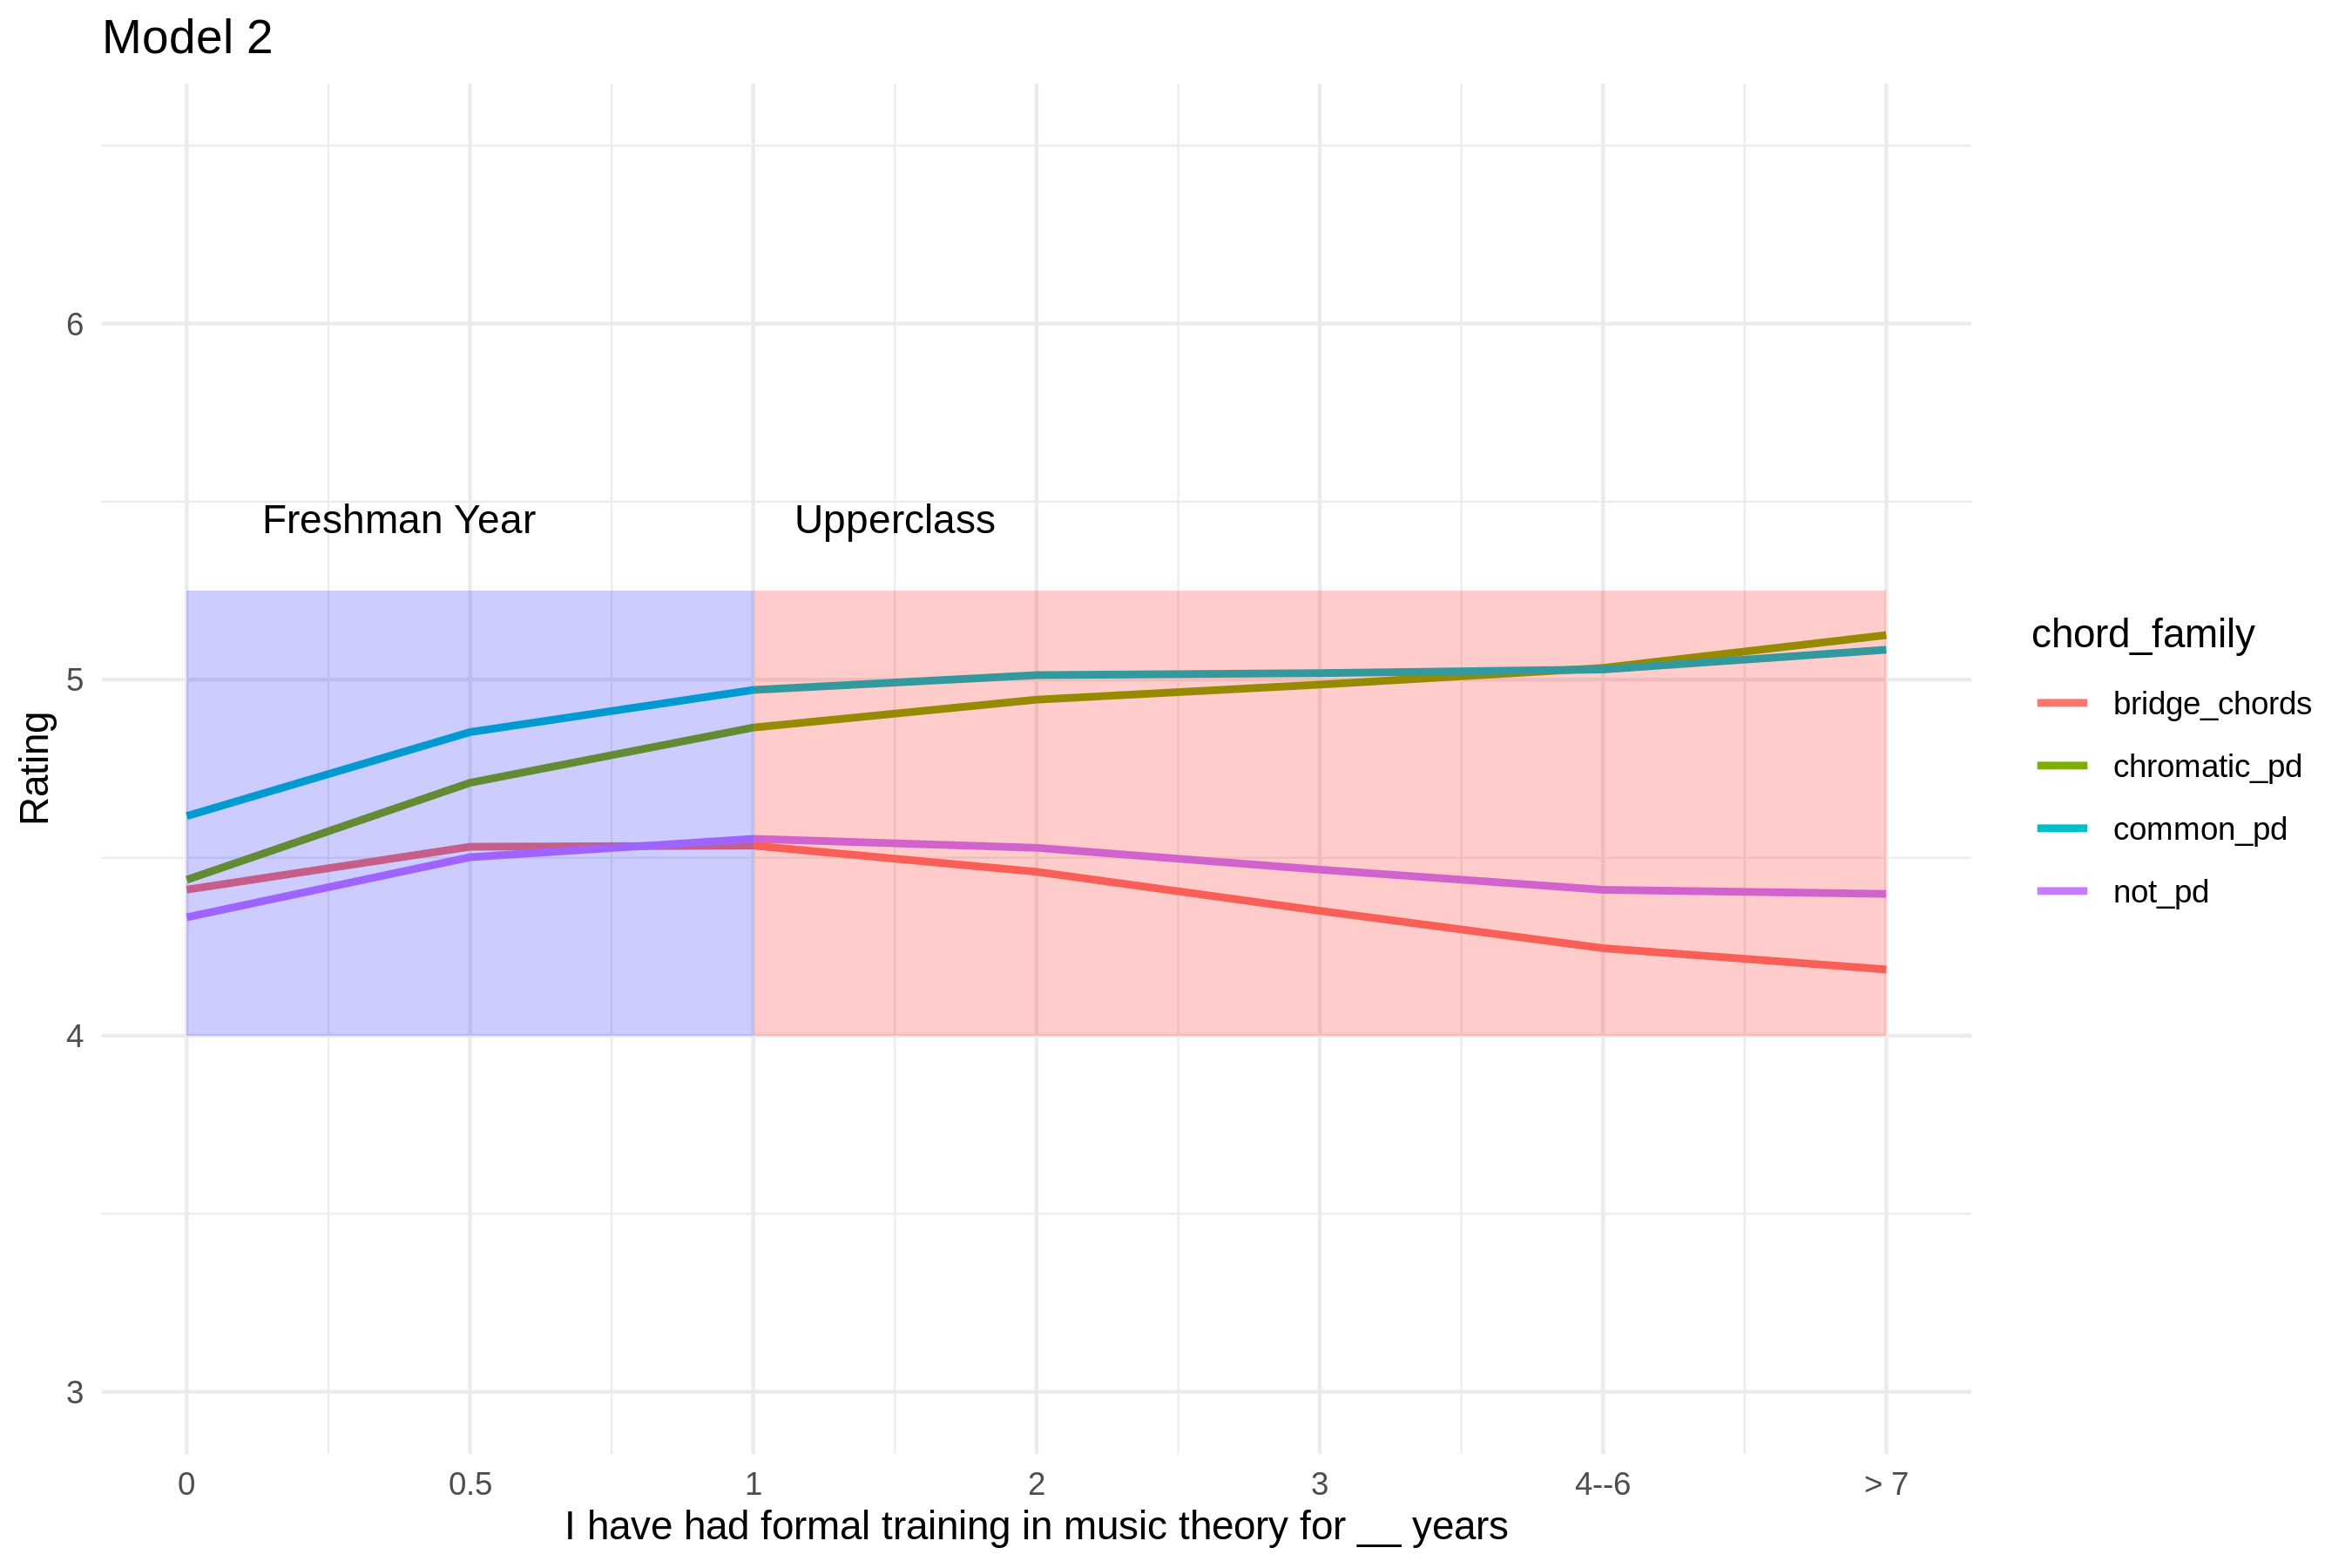 Model 2
6
5
4
3
Rating
Freshman Year
Upperclass
0
0.5
1
2
3
4--6
> 7
I have had formal training in music theory for __ years
chord_family
bridge_chords
chromatic_pd
common_pd
not_pd